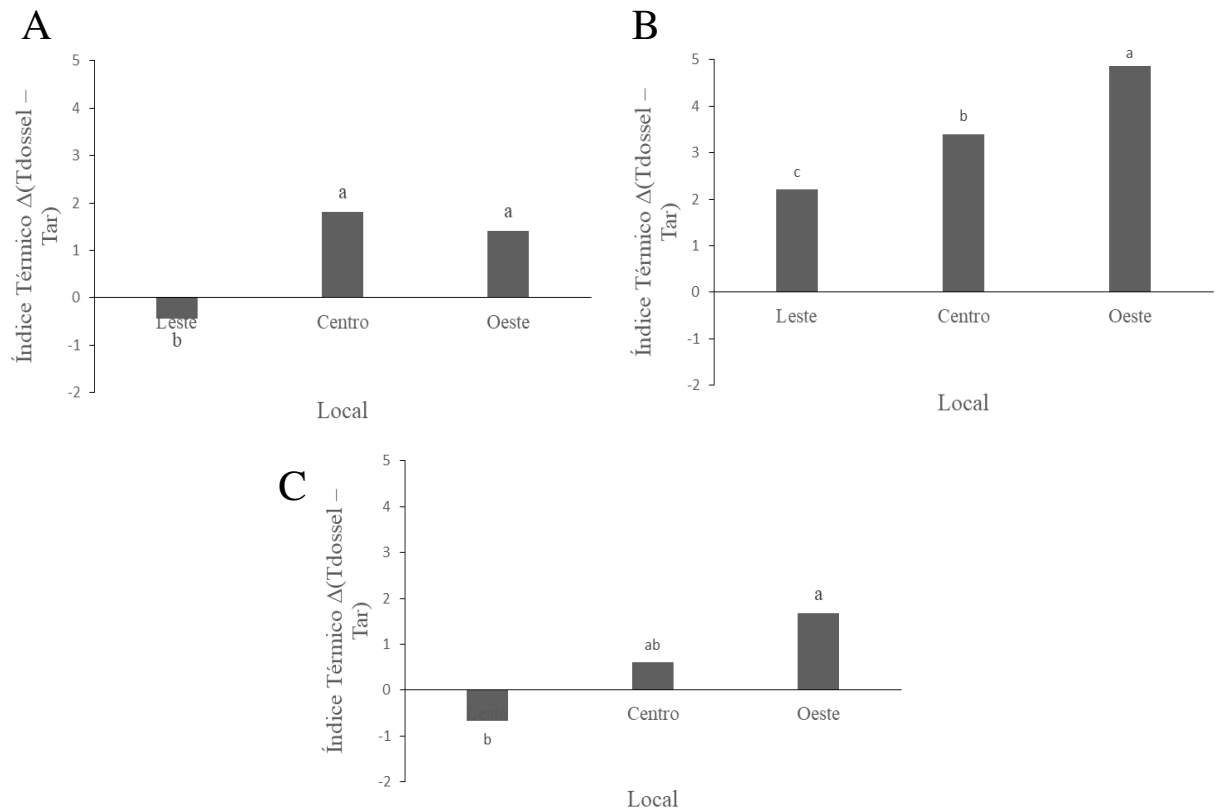 A
Índice Térmico Δ(Tdossel –
Tar)
5
4
3
2
1
0
-1
-2
a
a
Leste
Centro
Oeste
b
Local
B
Índice Térmico Δ(Tdossel –
Tar)
5
4
3
2
1
0
-1
-2
a
b
c
Leste
Centro
Oeste
Local
C
Índice Térmico Δ(Tdossel –
Tar)
5
4
3
2
1
0
-1
-2
a
ab
Leste
Centro
Oeste
b
Local